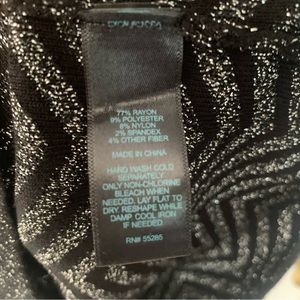 77% RAYON
9% POLYESTER
8% NYLON
2% SPANDEX
4% OTHER FIBER
MADE IN CHINA
HAND WASH COLD
SEPARATELY
ONLY NON-CHLORINE
BLEACH WHEN
NEEDED. LAY FLAT TO
DRY RESHAPE WHILE
DAMP COOL IRON
IF NEEDED
RN# 55285